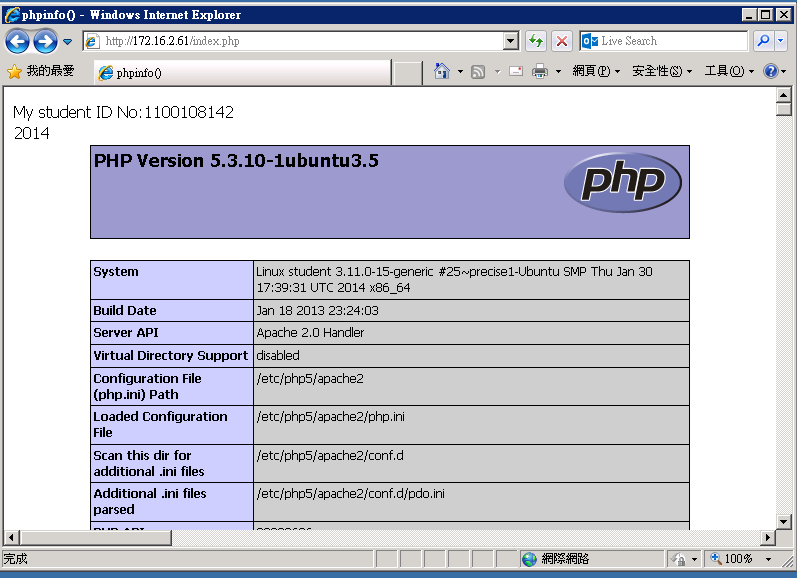 phpinfo() - Windows Internet Explorer
http://172.16.2.61/index.php
Live Search
我的最愛
phpinfo()
網頁(P)
安全性(S)
工具(O)
My student ID No:1100108142
2014
PHP Version 5.3.10-1ubuntu3.5
php
System
Linux student 3.11.0-15-generic #25~precise1-Ubuntu SMP Thu Jan 30
17:39:31 UTC 2014 x86_64
Build Date
Jan 18 2013 23:24:03
Server API
Apache 2.0 Handler
Virtual Directory Support
disabled
Configuration File
(php.ini) Path
/etc/php5/apache2
Loaded Configuration
File
/etc/php5/apache2/php.ini
Scan this dir for
additional .ini files
/etc/php5/apache2/conf.d
Additional .ini files
parsed
/etc/php5/apache2/conf.d/pdo.ini
完成
網際網路
100%